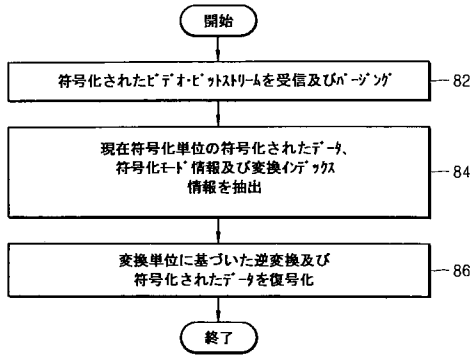 開始
符号化されたﾋﾞﾃﾞｵ･ﾋﾞｯﾄｽﾄﾘｰﾑを受信及びﾊﾟｰｼﾞﾝｸﾞ
82
現在符号化単位の符号化されたデータ、
符号化ﾓｰﾄﾞ情報及び変換ｲﾝﾃﾞｯｸｽ
情報を抽出
84
変換単位に基づいた逆変換及び
符号化されたﾃﾞｰﾀを復号化
86
終了